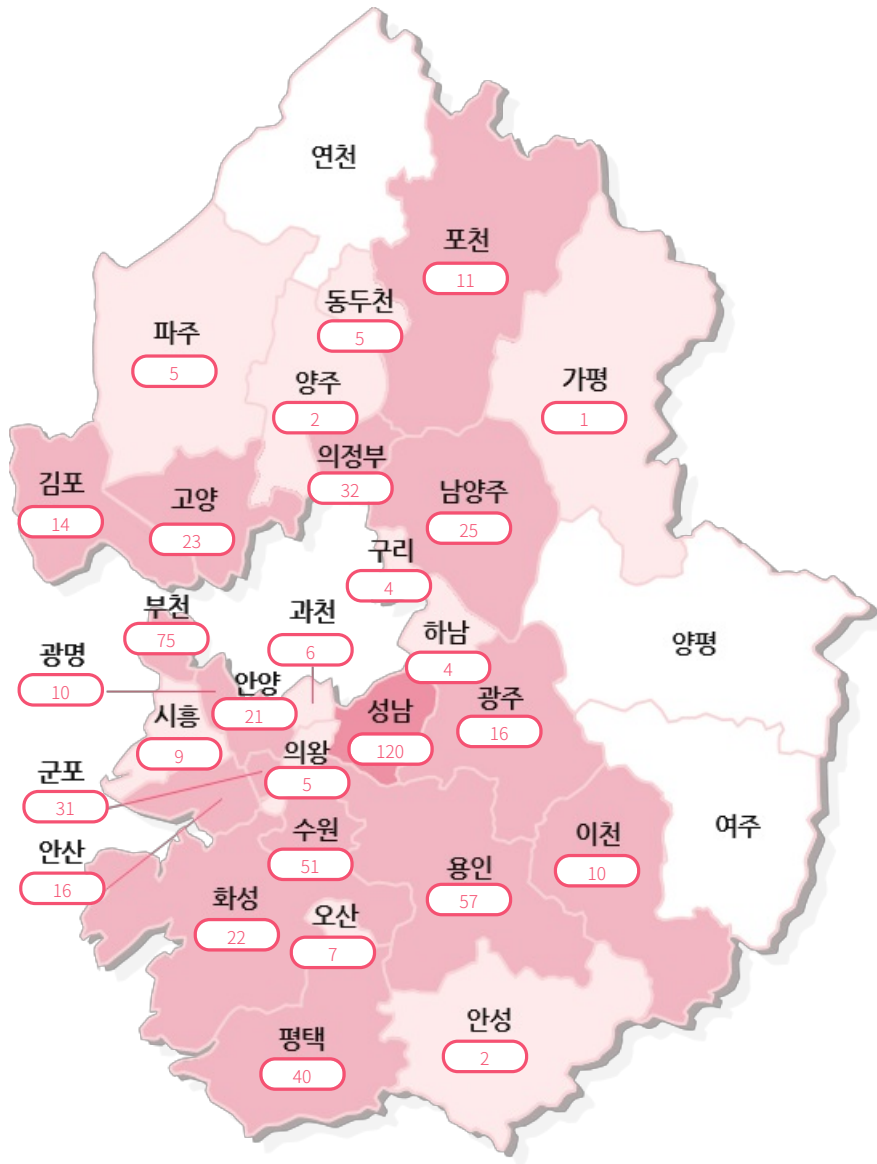 연천
포천
11
동두천
5
파주
5
양주
2
가평
1
의정부
32
김포
14
고양
23
남양주
25
구리
4
부천
75
과천
6
하남
4
양평
광명
10
안양
21
성남
120
광주
16
시흥
9
의왕
5
군포
31
수원
51
이천
10
여주
안산
16
화성
22
용인
57
오산
7
안성
2
평택
40